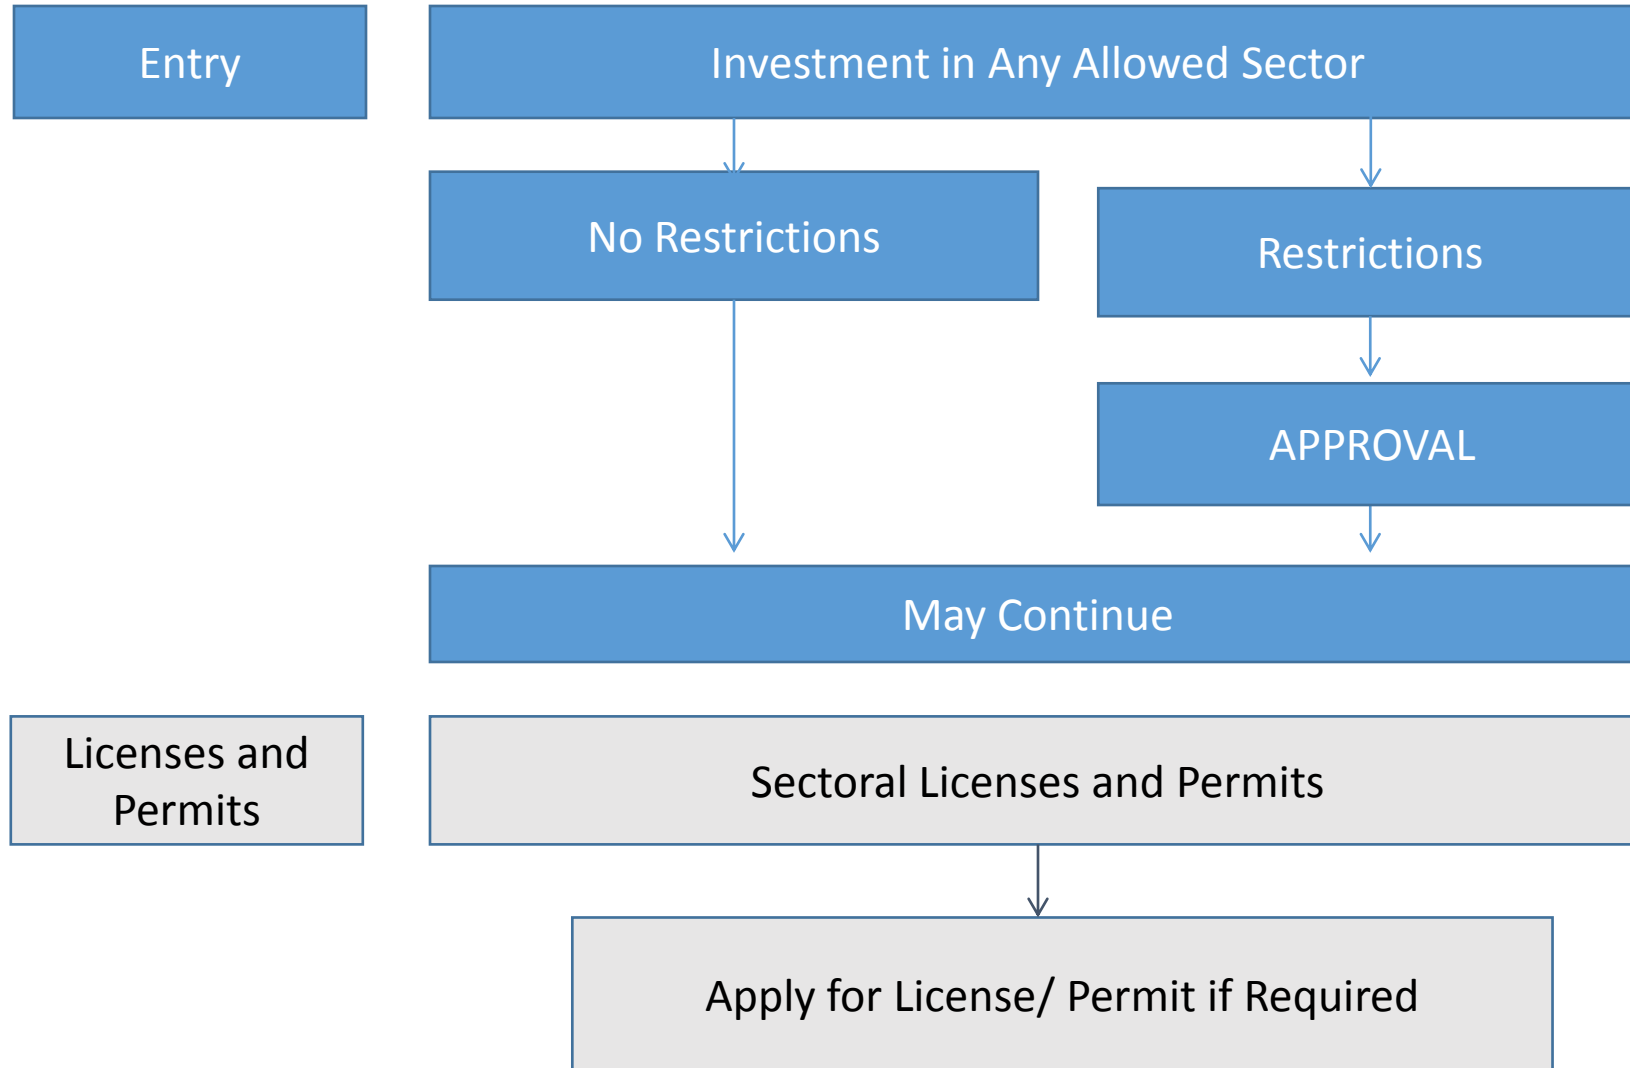 Entry
Investment in Any Allowed Sector
No Restrictions
Restrictions
APPROVAL
May Continue
Licenses and
Permits
Sectoral Licenses and Permits
Apply for License/ Permit if Required